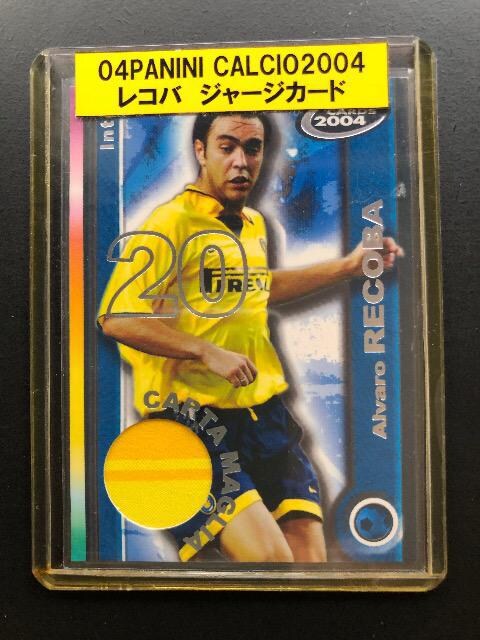 04PANINI CALCIO2004
レコバ ジャージカード
Int
CARDS
2004
20
PIRELLI
Alvaro RECOBA
CARTA MAGLIA